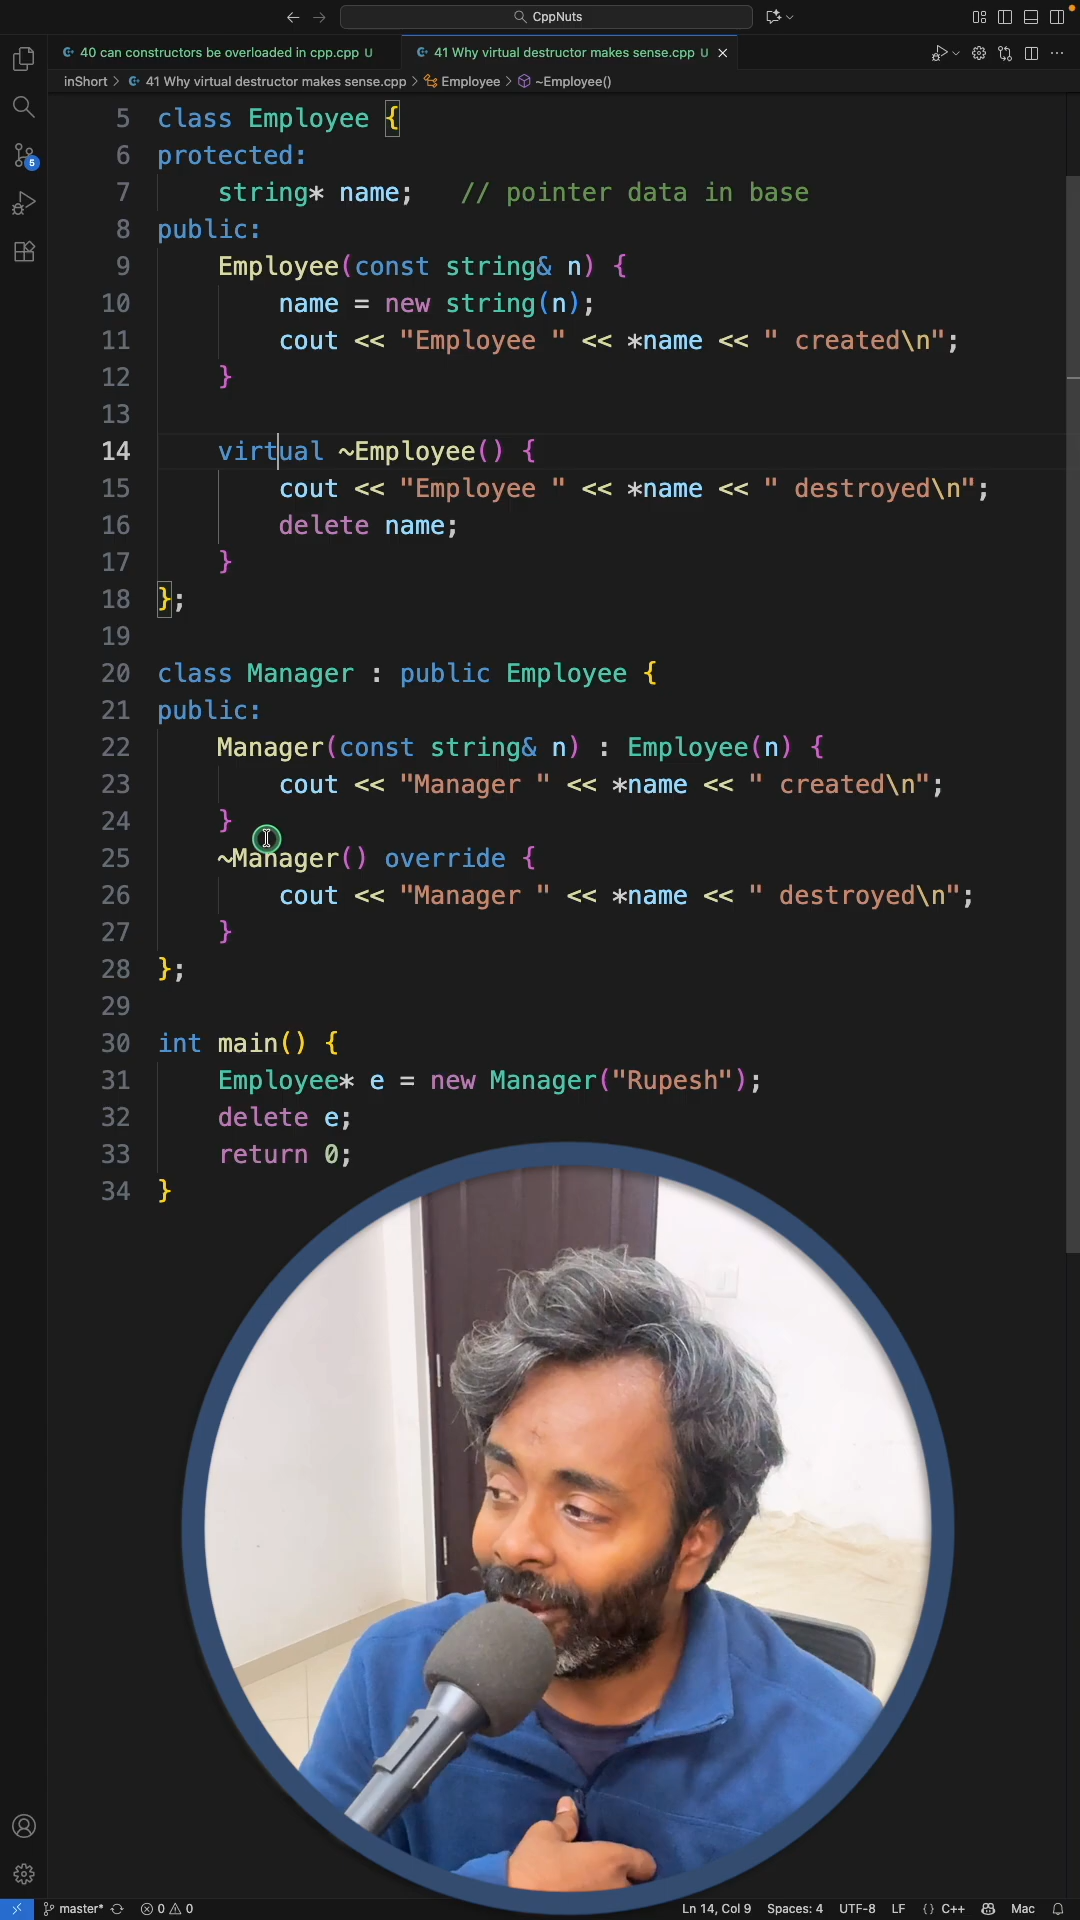 CppNuts
40 can constructors be overloaded in cpp.cpp U
41 Why virtual destructor makes sense.cpp U
inShort > 41 Why virtual destructor makes sense.cpp > Employee > ~Employee()
5
5 class Employee {
6 protected:
7 string* name; // pointer data in base
8 public:
9 Employee(const string& n) {
10 name = new string(n);
11 cout << "Employee " << *name << " created\n";
12 }
13
14 virtual ~Employee() {
15 cout << "Employee " << *name << " destroyed\n";
16 delete name;
17 }
18 };
19
20 class Manager : public Employee {
21 public:
22 Manager(const string& n) : Employee(n) {
23 cout << "Manager " << *name << " created\n";
24 }
25 ~Manager() override {
26 cout << "Manager " << *name << " destroyed\n";
27 }
28 };
29
30 int main() {
31 Employee* e = new Manager("Rupesh");
32 delete e;
33 return 0;
34 }
master* 0 0 Ln 14, Col 9 Spaces: 4 UTF-8 LF {} C++ Mac